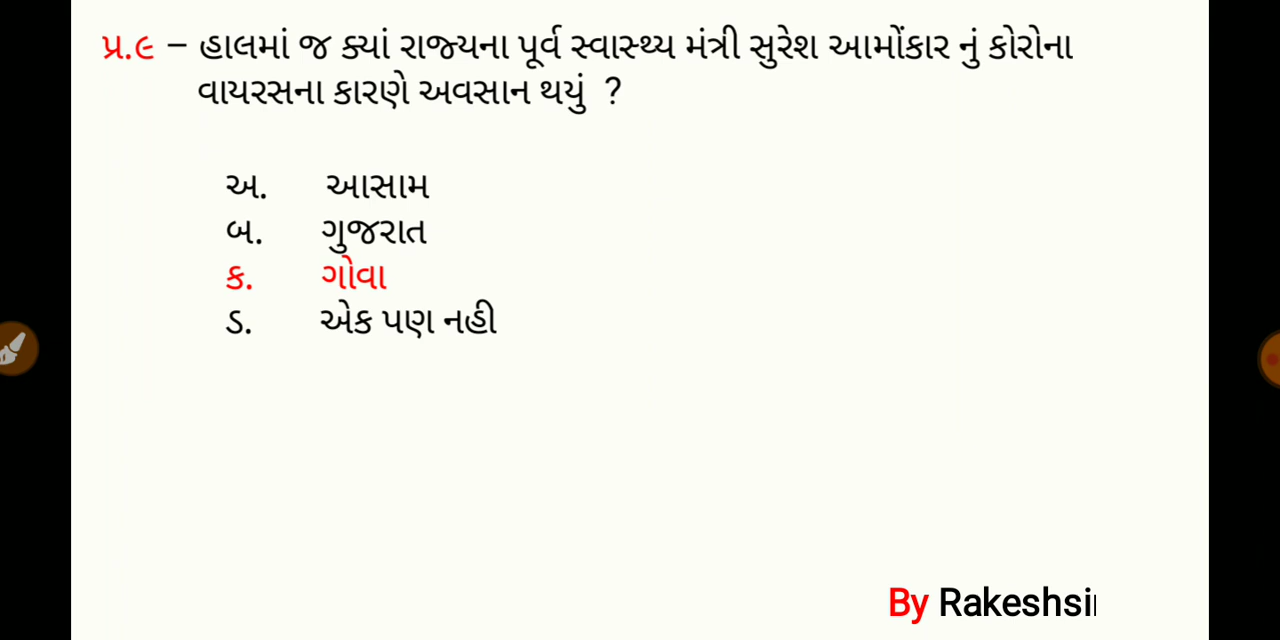 પ્ર.૯ – હાલમાં જ ક્યાં રાજ્યના પૂર્વ સ્વાસ્થ્ય મંત્રી સુરેશ આમોંકાર નું કોરોના
વાયરસના કારણે અવસાન થયું ?
અ. આસામ
બ. ગુજરાત
ક. ગોવા
ડ. એક પણ નહી
By Rakeshsi